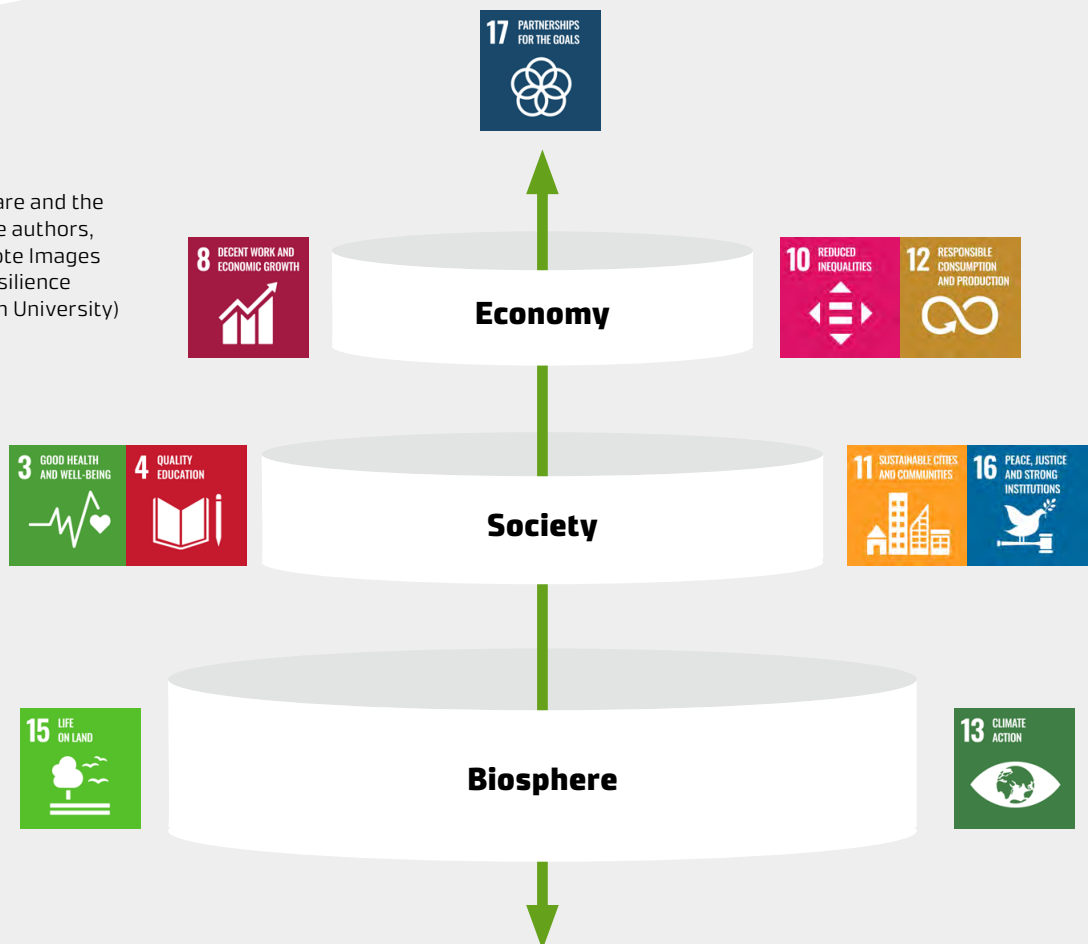 17 PARTNERSHIPS
FOR THE GOALS
are and the
e authors,
ote Images
silience
n University)
8 DECENT WORK AND
ECONOMIC GROWTH
Economy
10 REDUCED
INEQUALITIES
12 RESPONSIBLE
CONSUMPTION
AND PRODUCTION
3 GOOD HEALTH
AND WELL-BEING
4 QUALITY
EDUCATION
Society
11 SUSTAINABLE CITIES
AND COMMUNITIES
16 PEACE, JUSTICE
AND STRONG
INSTITUTIONS
15 LIFE
ON LAND
Biosphere
13 CLIMATE
ACTION